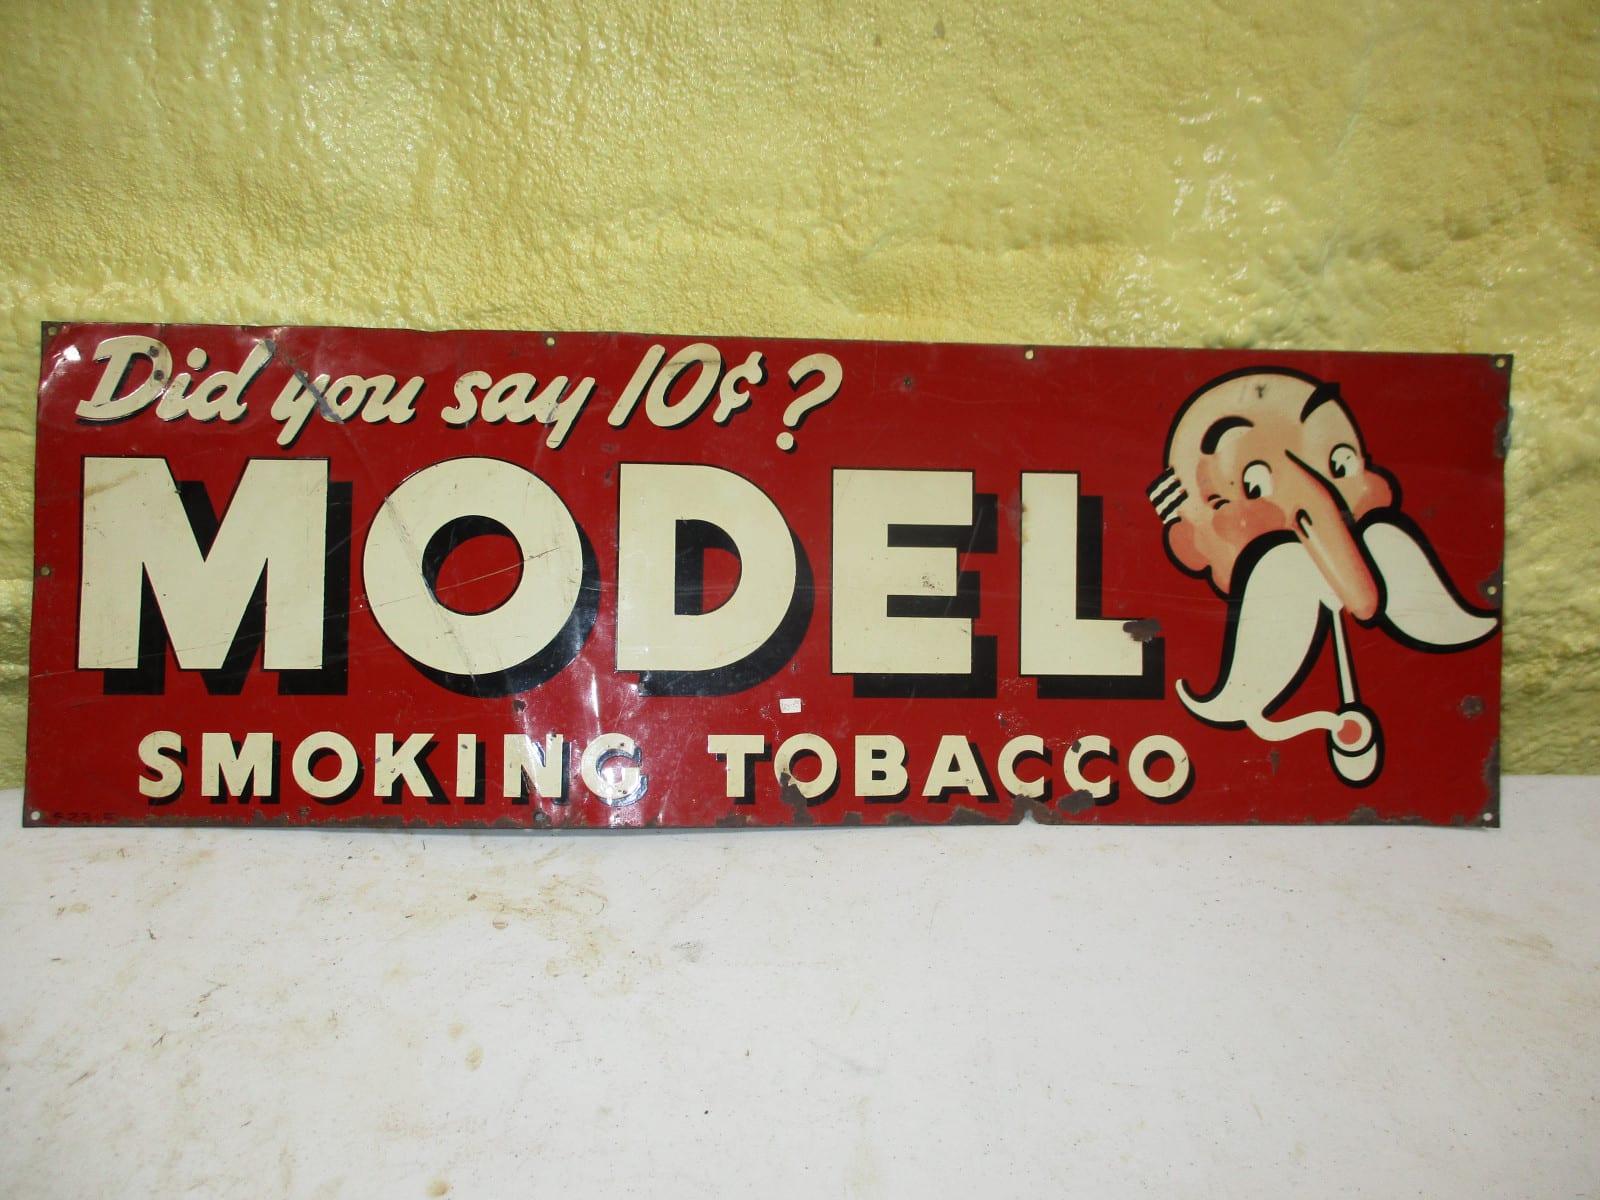 Did you say 10¢?
MODEL
SMOKING TOBACCO